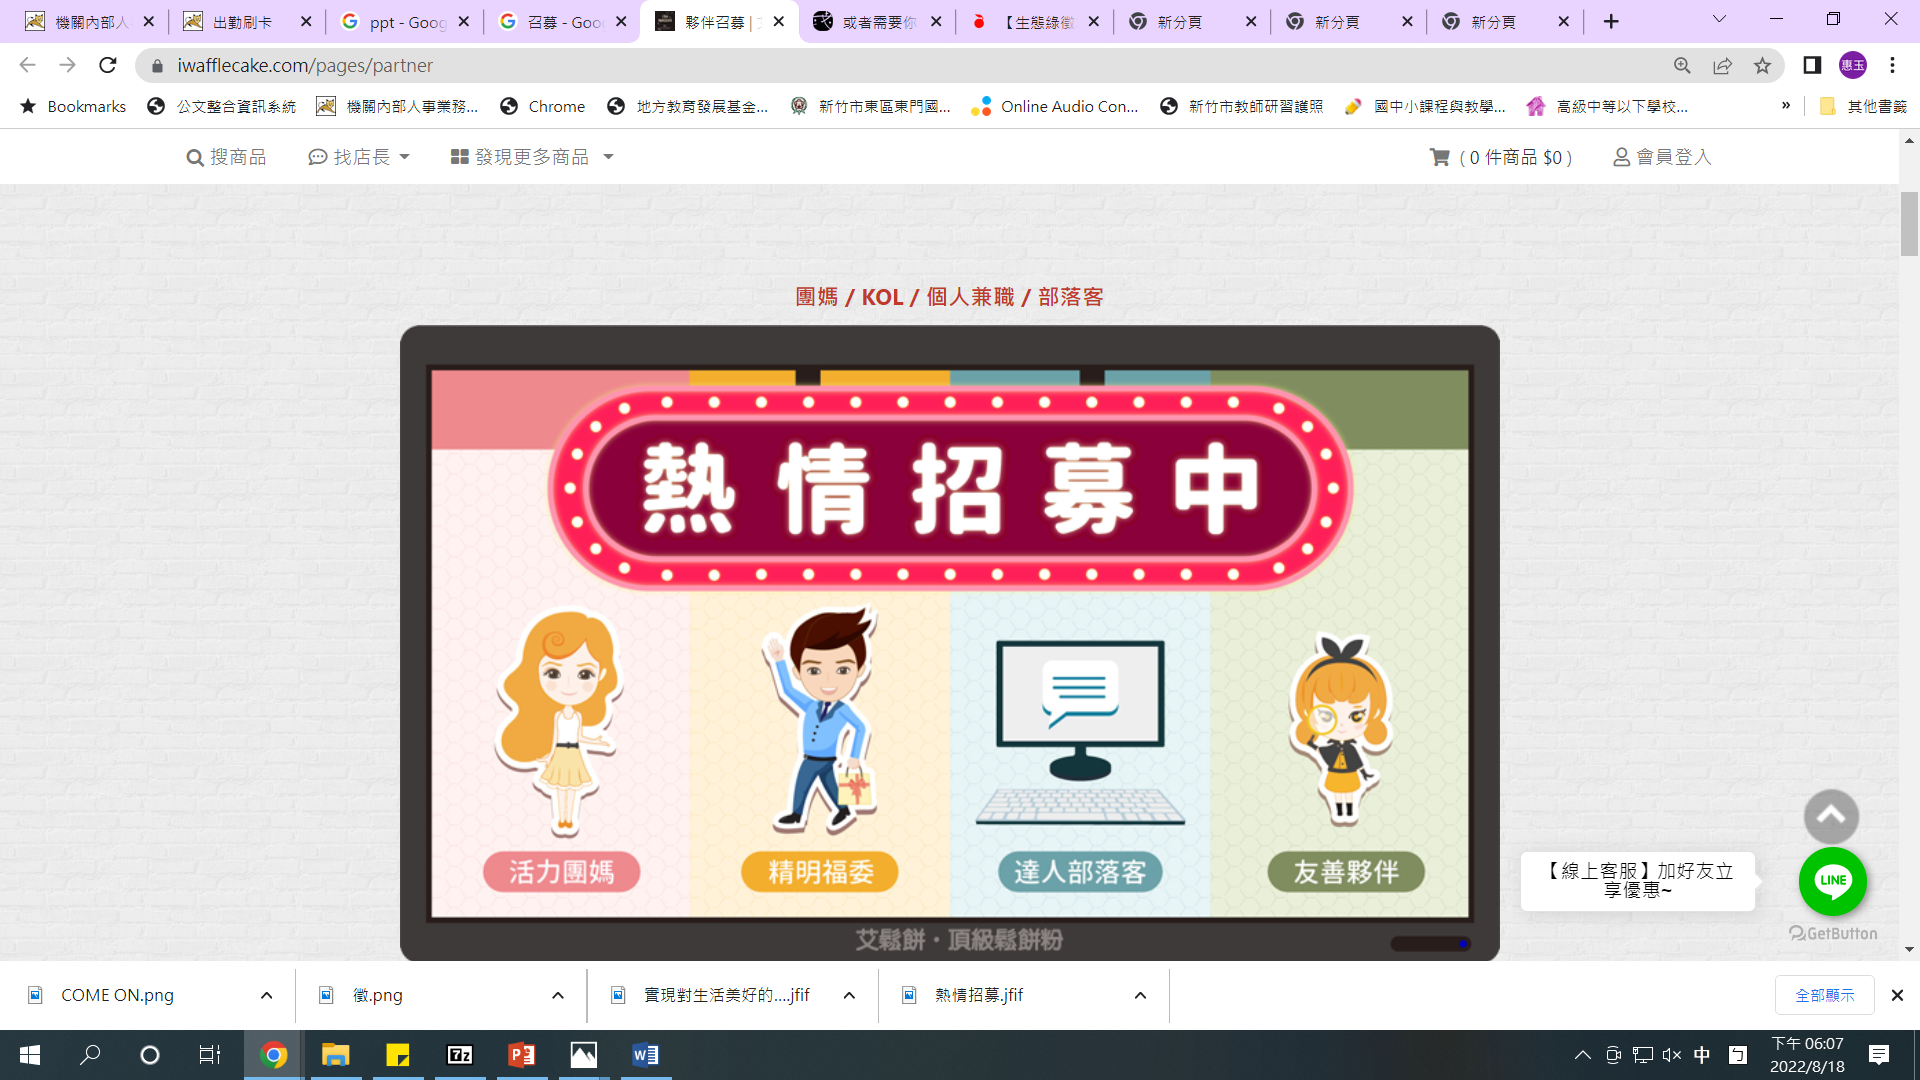 機關內部人
出勤刷卡
ppt - Goog
召募 - Goo
夥伴召募 |
或者需要你
【生態綠徵
新分頁
新分頁
新分頁
iwafflecake.com/pages/partner
惠玉
Bookmarks
公文整合資訊系統
機關內部人事業務...
Chrome
地方教育發展基金...
新竹市東區東門國...
Online Audio Con...
新竹市教師研習護照
國中小課程與教學...
高級中等以下學校...
»
其他書籤
搜商品
找店長
發現更多商品
( 0 件商品 $0 )
會員登入
團媽 / KOL / 個人兼職 / 部落客
熱情招募中
活力團媽
精明福委
達人部落客
友善夥伴
艾鬆餅・頂級鬆餅粉
【線上客服】加好友立
享優惠~
LINE
GetButton
COME ON.png
徵.png
實現對生活美好的....jfif
熱情招募.jfif
全部顯示
7z
中
下午 06:07
2022/8/18